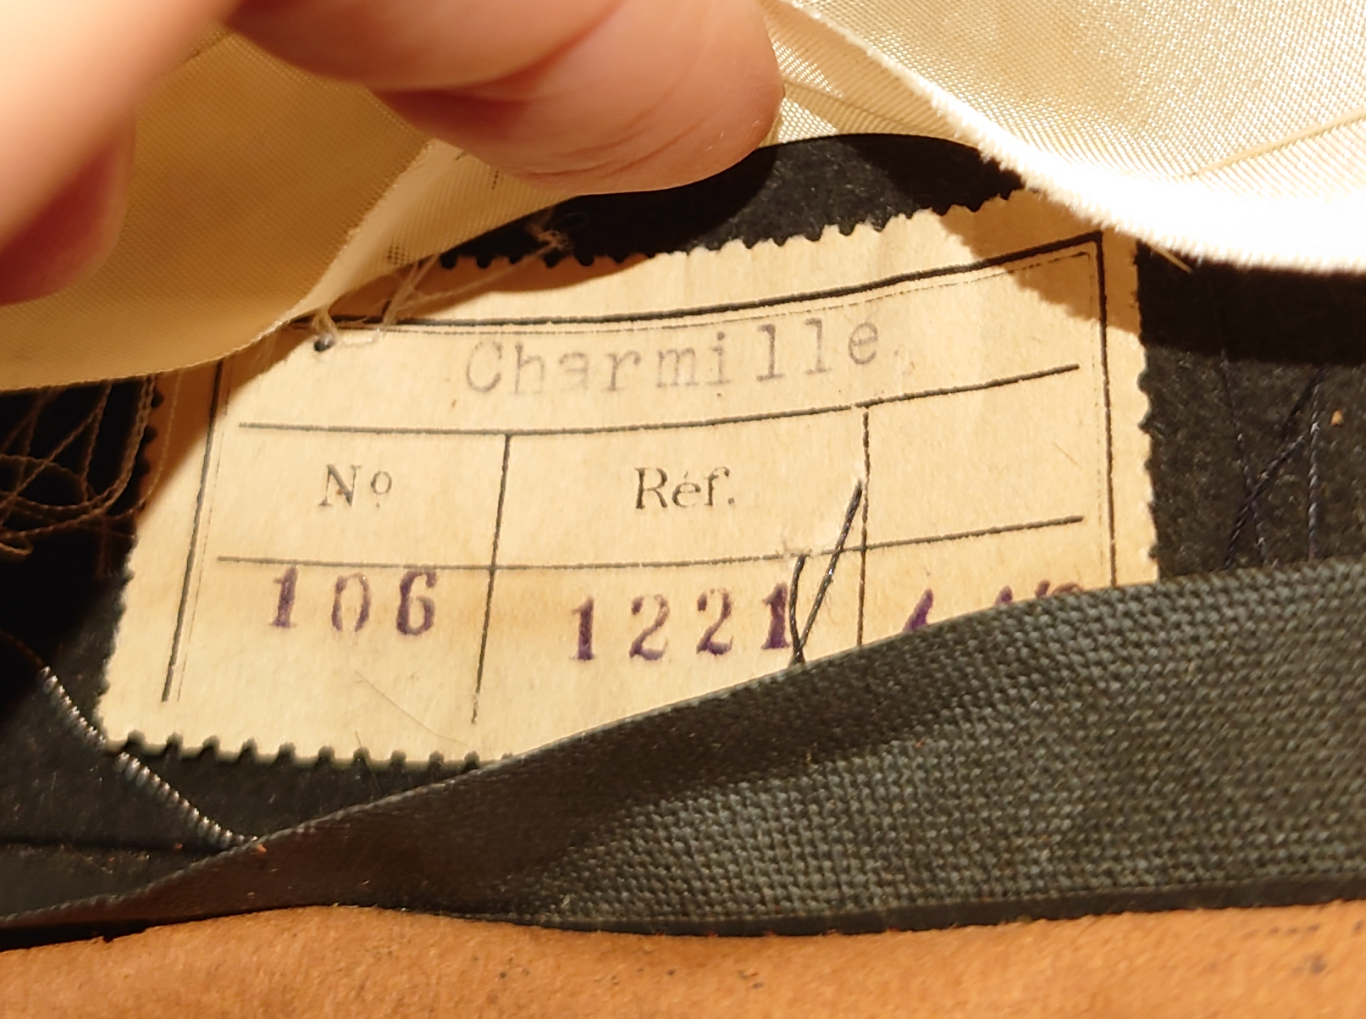 Charmille
Nº Réf.
106 1221